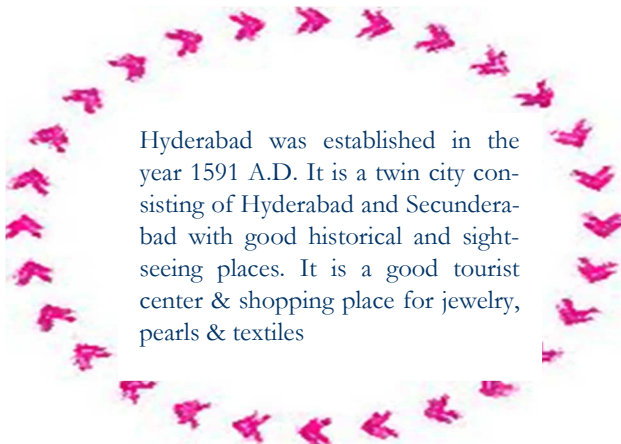 Hyderabad was established in the
year 1591 A.D. It is a twin city con-
sisting of Hyderabad and Secundera-
bad with good historical and sight-
seeing places. It is a good tourist
center & shopping place for jewelry,
pearls & textiles